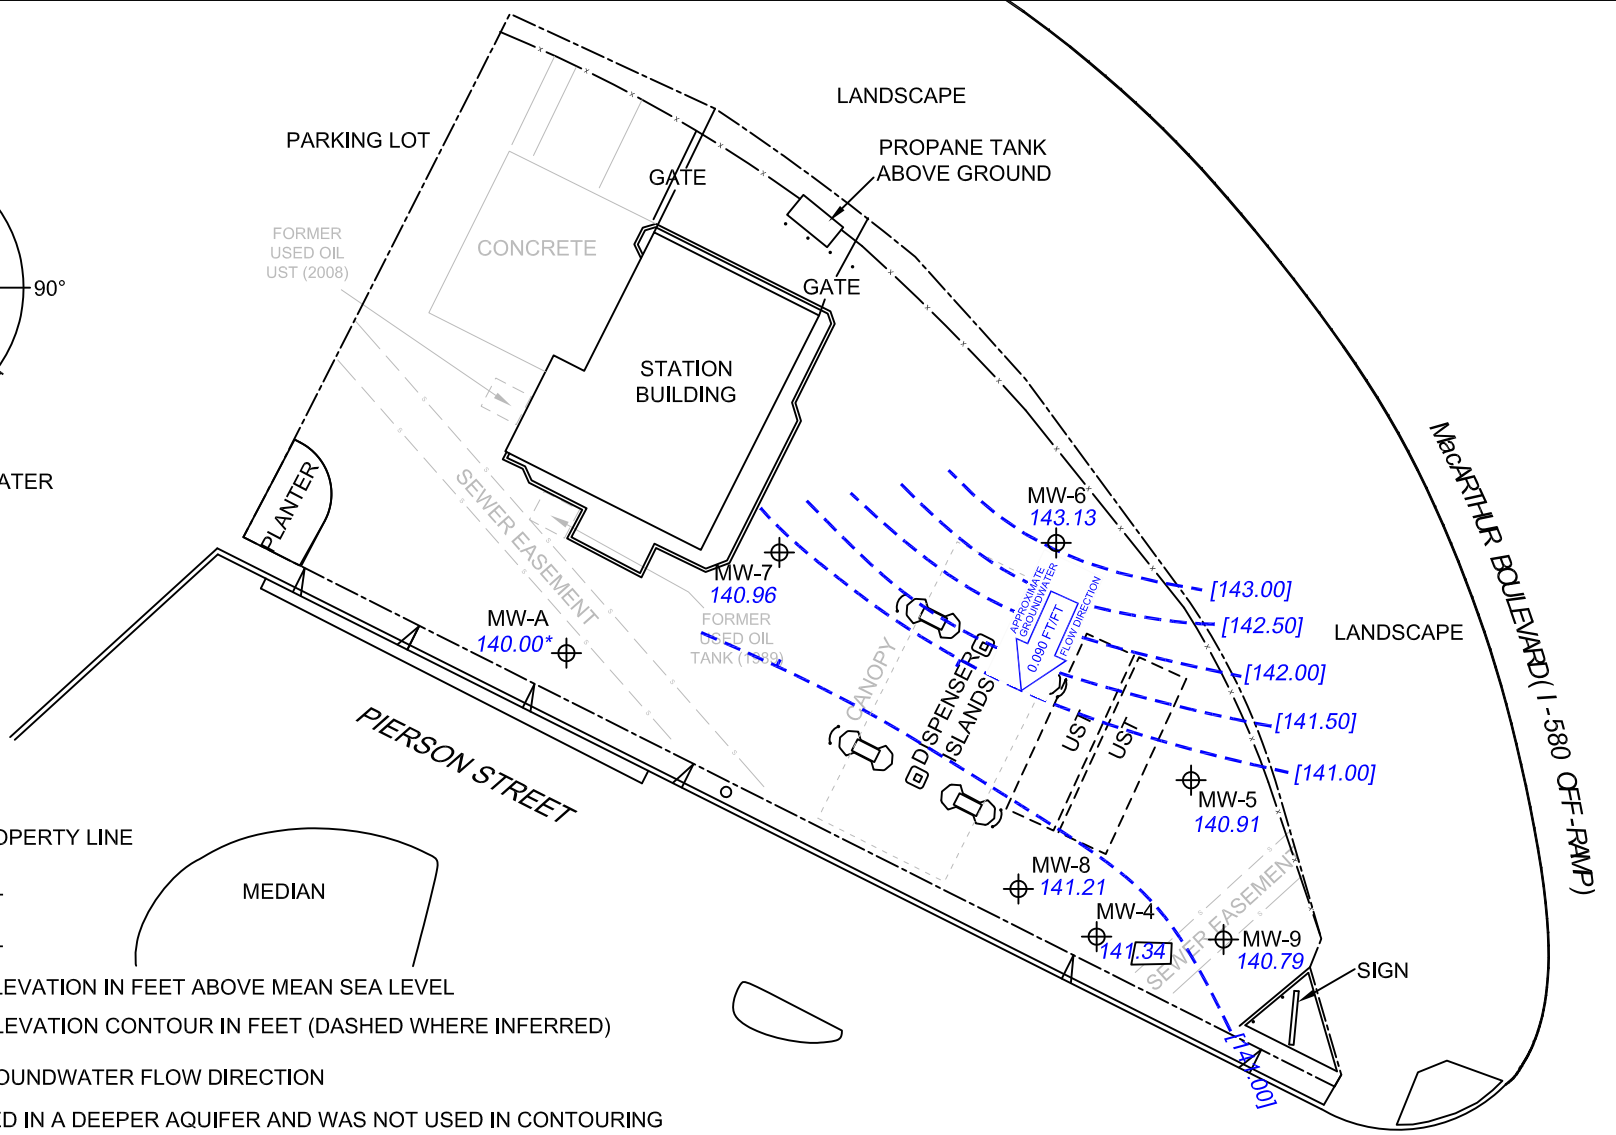 LANDSCAPE
PARKING LOT
PROPANE TANK
ABOVE GROUND
GATE
FORMER
USED OIL
UST (2008)
CONCRETE
90°
GATE
STATION
BUILDING
MacARTHUR BOULEVARD( I -580 OFF-RAMP)
ATER
PLANTER
SEWER EASEMENT
MW-6
143.13
MW-7
140.96
[143.00]
MW-A
140.00*
FORMER
USED OIL
TANK (1989)
APPROXIMATE
GROUNDWATER
0.090 FT/FT
FLOW DIRECTION
[142.50]
LANDSCAPE
CANOPY
DISPENSER
ISLANDS
[142.00]
UST
UST
[141.50]
PIERSON STREET
[141.00]
MW-5
140.91
OPERTY LINE
MEDIAN
MW-8
141.21
MW-4
141.34
SEWER EASEMENT
MW-9
140.79
SIGN
LEVATION IN FEET ABOVE MEAN SEA LEVEL
LEVATION CONTOUR IN FEET (DASHED WHERE INFERRED)
[141.00]
OUNDWATER FLOW DIRECTION
ED IN A DEEPER AQUIFER AND WAS NOT USED IN CONTOURING